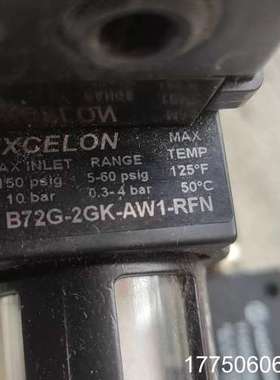 XCELON
XCELON MAX
AX INLET RANGE TEMP
150 psig 5-60 psig 125°F
10 bar 0.3-4 bar 50°C
B72G-2GK-AW1-RFN
17750606